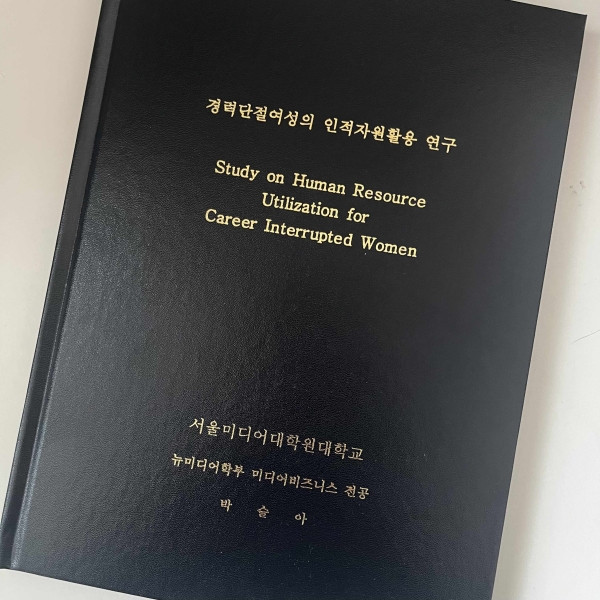 경력단절여성의 인적자원활용 연구
Study on Human Resource
Utilization for
Career Interrupted Women
서울미디어대학원대학교
뉴미디어학부 미디어비즈니스 전공
박 슬 아